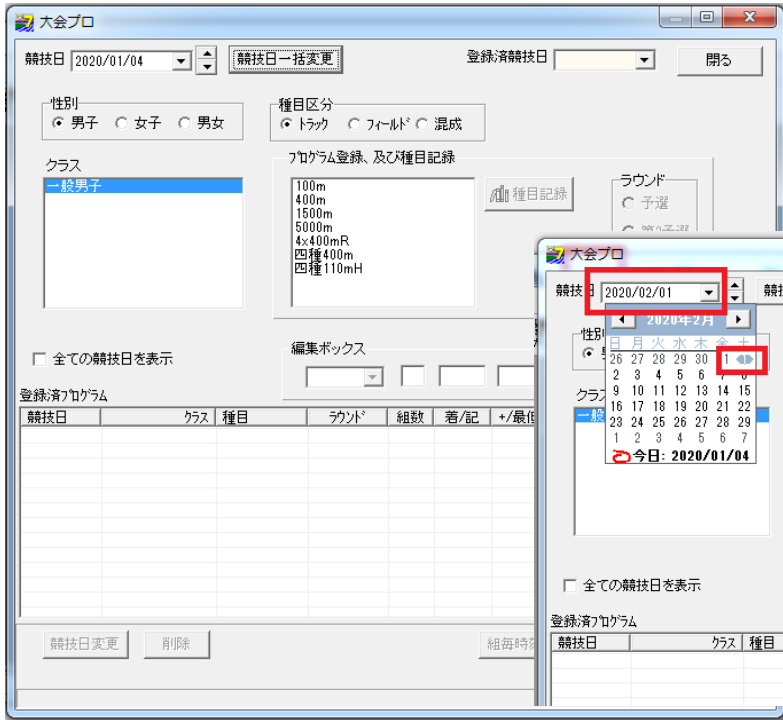 大会プロ
競技日 2020/01/04 競技日一括変更 登録済競技日 閉る
性別 種目区分
男子 女子 男女 トラック フィールド 混成
クラス プログラム登録、及び種目記録
一般男子
100m
400m
1500m
5000m
4x400mR
四種400m
四種110mH
種目記録
ラウンド
予選
全ての競技日を表示
編集ボックス
登録済プログラム
競技日 クラス 種目 ラウンド 組数 着/記
競技日変更 削除
大会プロ
競技日 2020/02/01
2020年2月
日 月 火 水 木 金 土
26 27 28 29 30 1
2 3 4 5 6 7 8
9 10 11 12 13 14 15
16 17 18 19 20 21 22
23 24 25 26 27 28 29
1 2 3 4 5 6 7
今日: 2020/01/04
全ての競技日を表示
登録済プログラム
競技日 クラス 種目